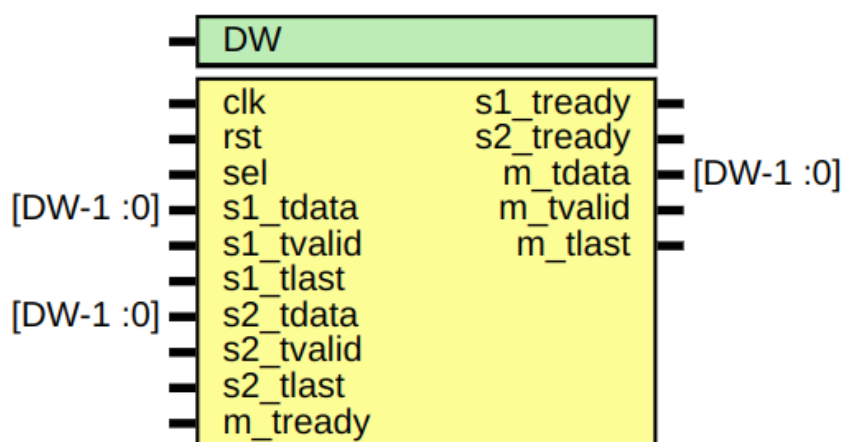 DW
clk s1_tready
rst s2_tready
sel m_tdata [DW-1 :0]
[DW-1 :0] s1_tdata m_tvalid
s1_tvalid m_tlast
s1_tlast
[DW-1 :0] s2_tdata
s2_tvalid
s2_tlast
m_tready